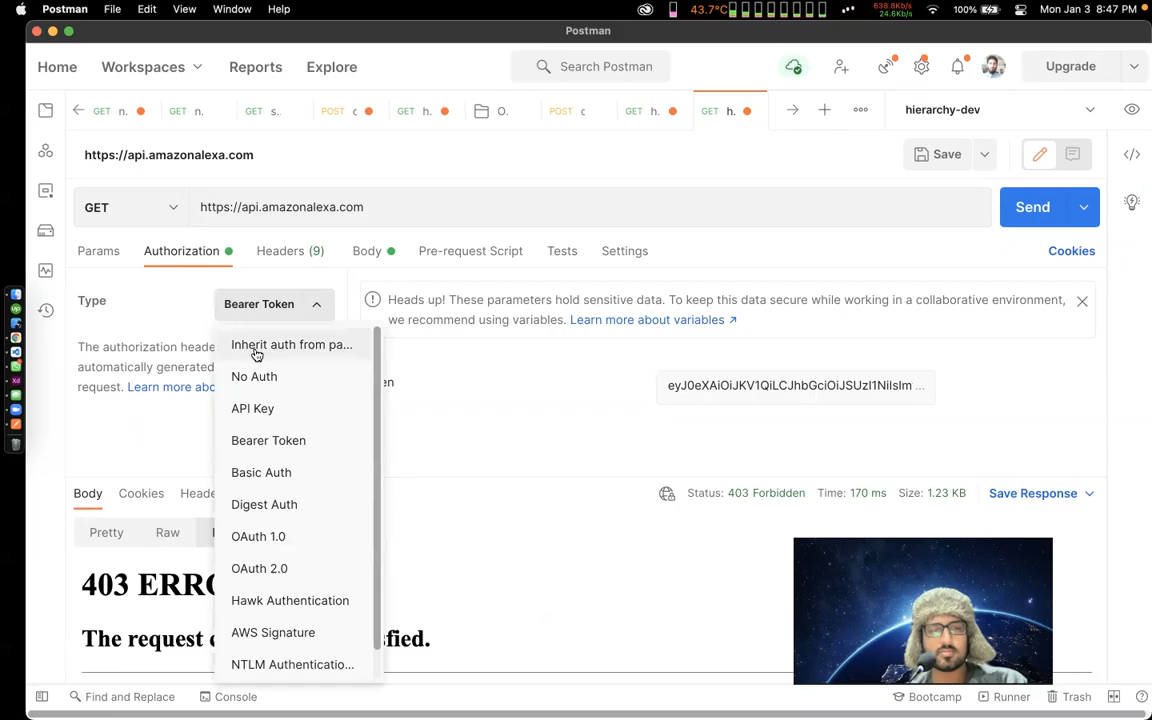 Postman File Edit View Window Help 43.7°C 638.8Kb/s 24.6Kb/s 100% Mon Jan 3 8:47 PM
Postman
Home Workspaces Reports Explore Search Postman Upgrade
GET n. GET n. GET s.. POST c GET h. O. POST c GET h. GET h. hierarchy-dev
https://api.amazonalexa.com Save
GET https://api.amazonalexa.com Send
Params Authorization Headers (9) Body Pre-request Script Tests Settings Cookies
Type Bearer Token Heads up! These parameters hold sensitive data. To keep this data secure while working in a collaborative environment,
we recommend using variables. Learn more about variables ↗
The authorization heade Inherit auth from pa...
automatically generated No Auth en eyJ0eXAiOiJKV1QiLCJhbGciOiJSUzI1NiIsIm ...
request. Learn more abo
API Key
Bearer Token
Basic Auth
Body Cookies Heade Digest Auth Status: 403 Forbidden Time: 170 ms Size: 1.23 KB Save Response
Pretty Raw OAuth 1.0
OAuth 2.0
403 ERRO
Hawk Authentication
The request c AWS Signature sfied.
NTLM Authenticatio...
Find and Replace Console Bootcamp Runner Trash